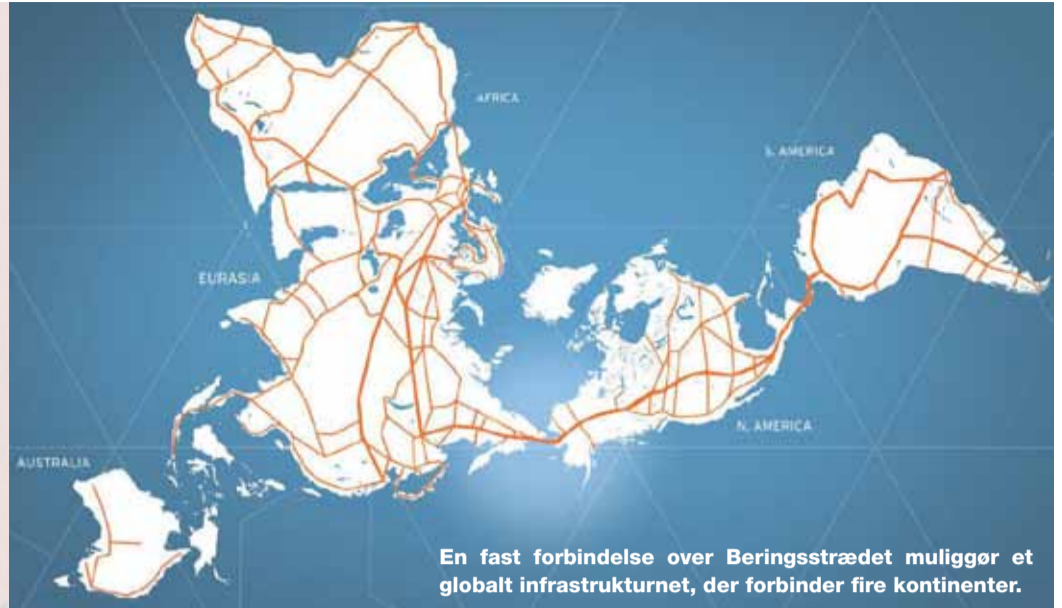 AFRICA
S. AMERICA
EURASIA
N. AMERICA
AUSTRALIA
En fast forbindelse over Beringsstrædet muliggør et
globalt infrastrukturnet, der forbinder fire kontinenter.